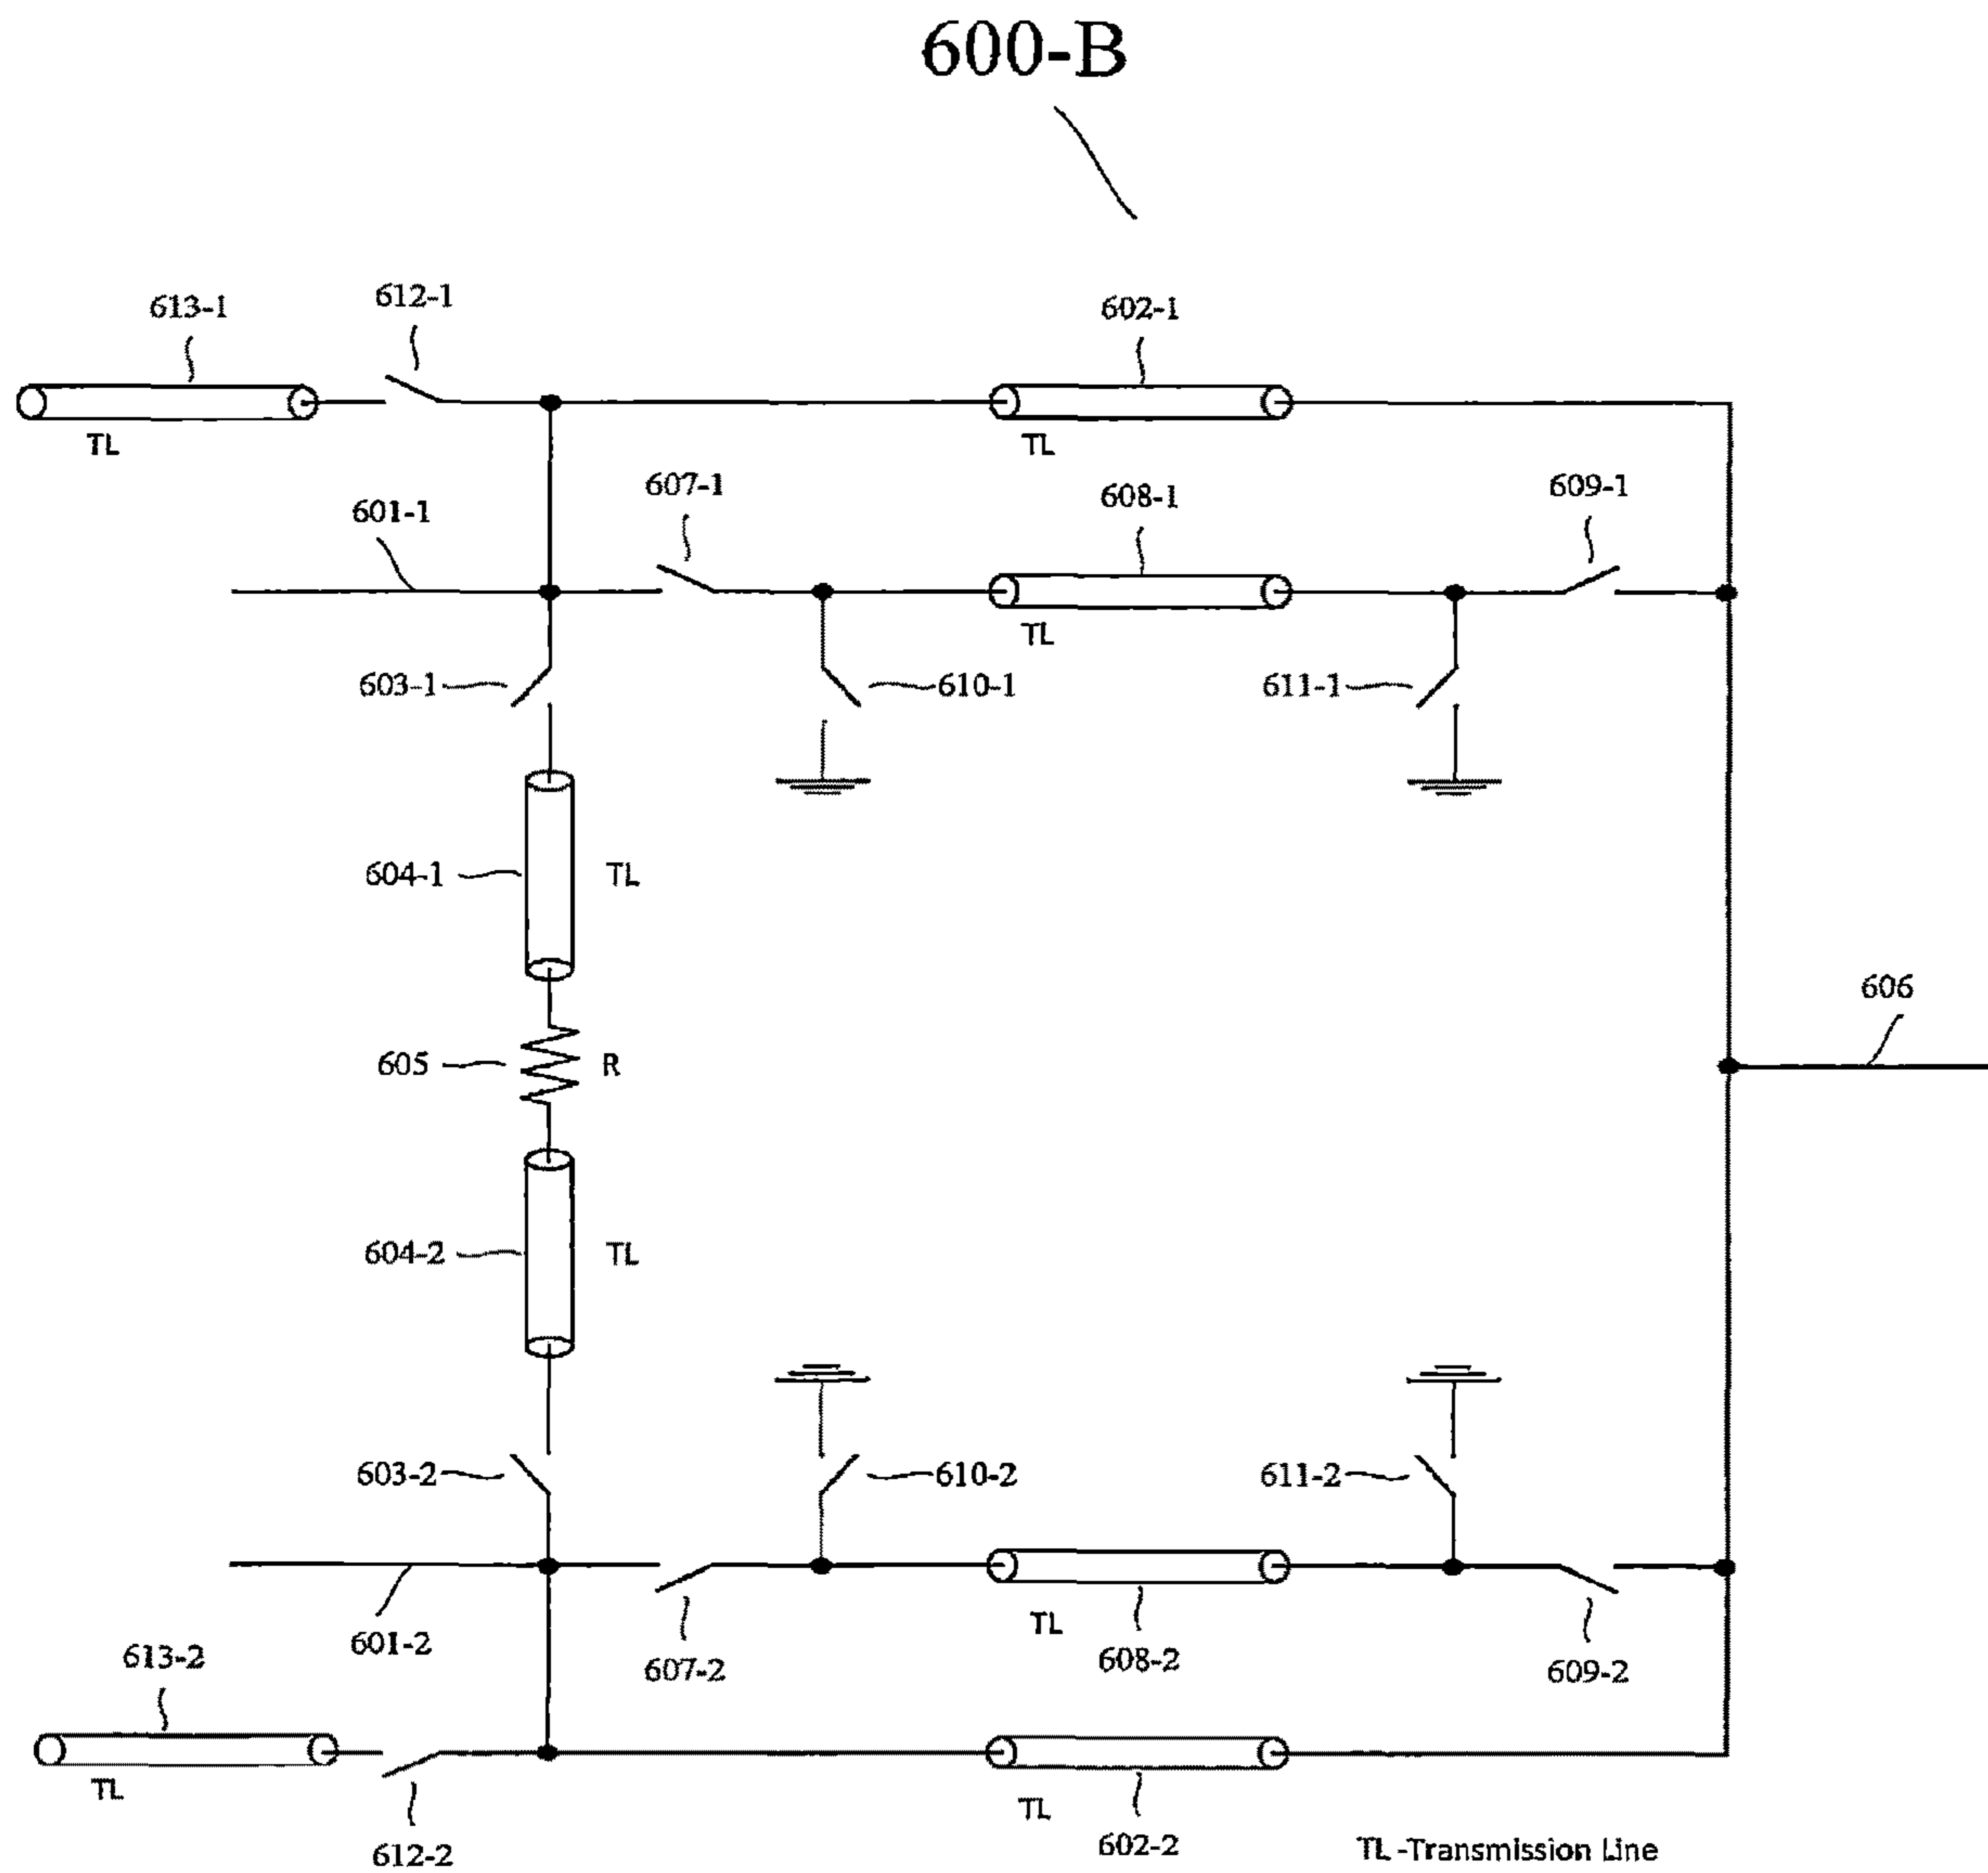 600-B
612-1
613-1
602-1
TL
TL
607-1
609-1
601-1
608-1
TL
603-1
610-1
611-1
604-1
TL
606
605
R
604-2
TL
603-2
610-2
611-2
TL
601-2
613-2
607-2
608-2
609-2
TL
TL
612-2
602-2
TL -Transmission Line